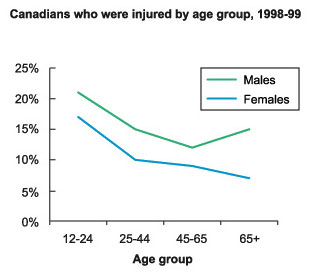 Canadians who were injured by age group, 1998-99
25%
20%
15%
10%
5%
0%
Males
Females
12-24 25-44 45-65 65+
Age group